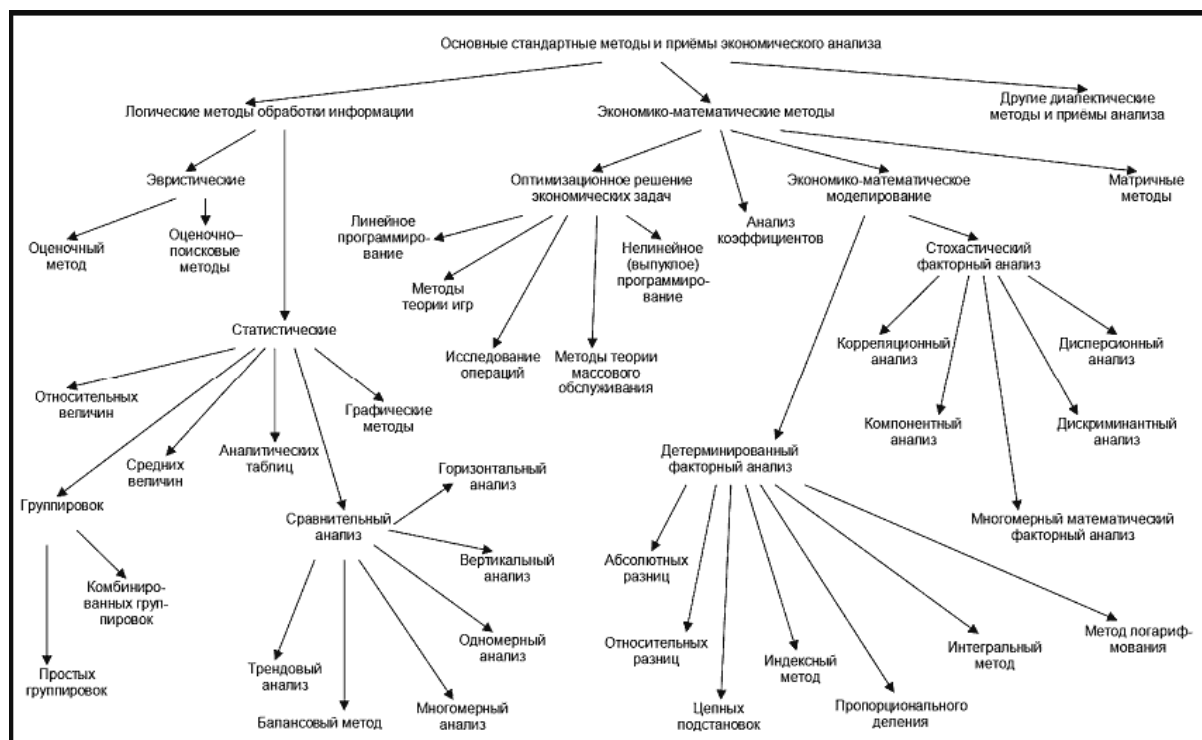 Основные стандартные методы и приёмы экономического анализа
Логические методы обработки информации
Экономико-математические методы
Другие диалектические
методы и приёмы анализа
Эвристические
Оптимизационное решение
экономических задач
Экономико-математическое
моделирование
Матричные
методы
Оценочный
метод
Оценочно–
поисковые
методы
Линейное
программиро-
вание
Методы
теории игр
Нелинейное
(выпуклое)
программиро-
вание
Анализ
коэффициентов
Стохастический
факторный анализ
Статистические
Исследование
операций
Методы теории
массового
обслуживания
Корреляционный
анализ
Дисперсионный
анализ
Относительных
величин
Графические
методы
Компонентный
анализ
Дискриминантный
анализ
Средних
величин
Аналитических
таблиц
Детерминированный
факторный анализ
Группировок
Горизонтальный
анализ
Сравнительный
анализ
Многомерный математический
факторный анализ
Вертикальный
анализ
Абсолютных
разниц
Комбиниро-
ванных груп-
пировок
Одномерный
анализ
Относительных
разниц
Индексный
метод
Интегральный
метод
Метод логариф-
мования
Простых
группировок
Трендовый
анализ
Балансовый метод
Многомерный
анализ
Цепных
подстановок
Пропорционального
деления